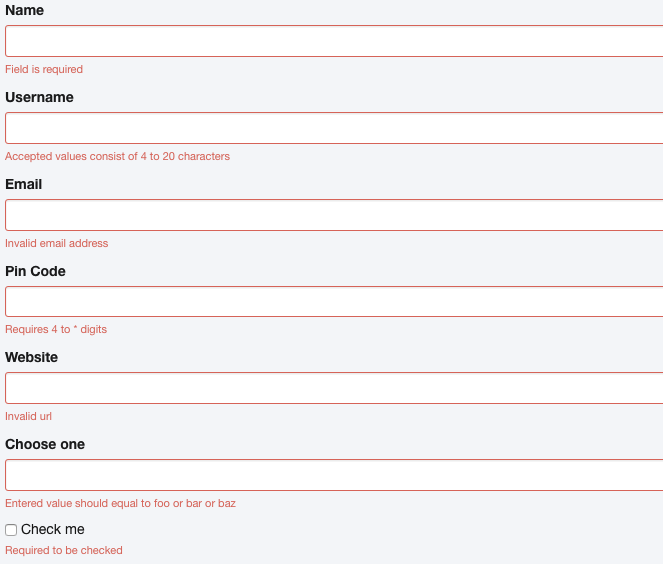 Name
Field is required
Username
Accepted values consist of 4 to 20 characters
Email
Invalid email address
Pin Code
Requires 4 to * digits
Website
Invalid url
Choose one
Entered value should equal to foo or bar or baz
Check me
Required to be checked